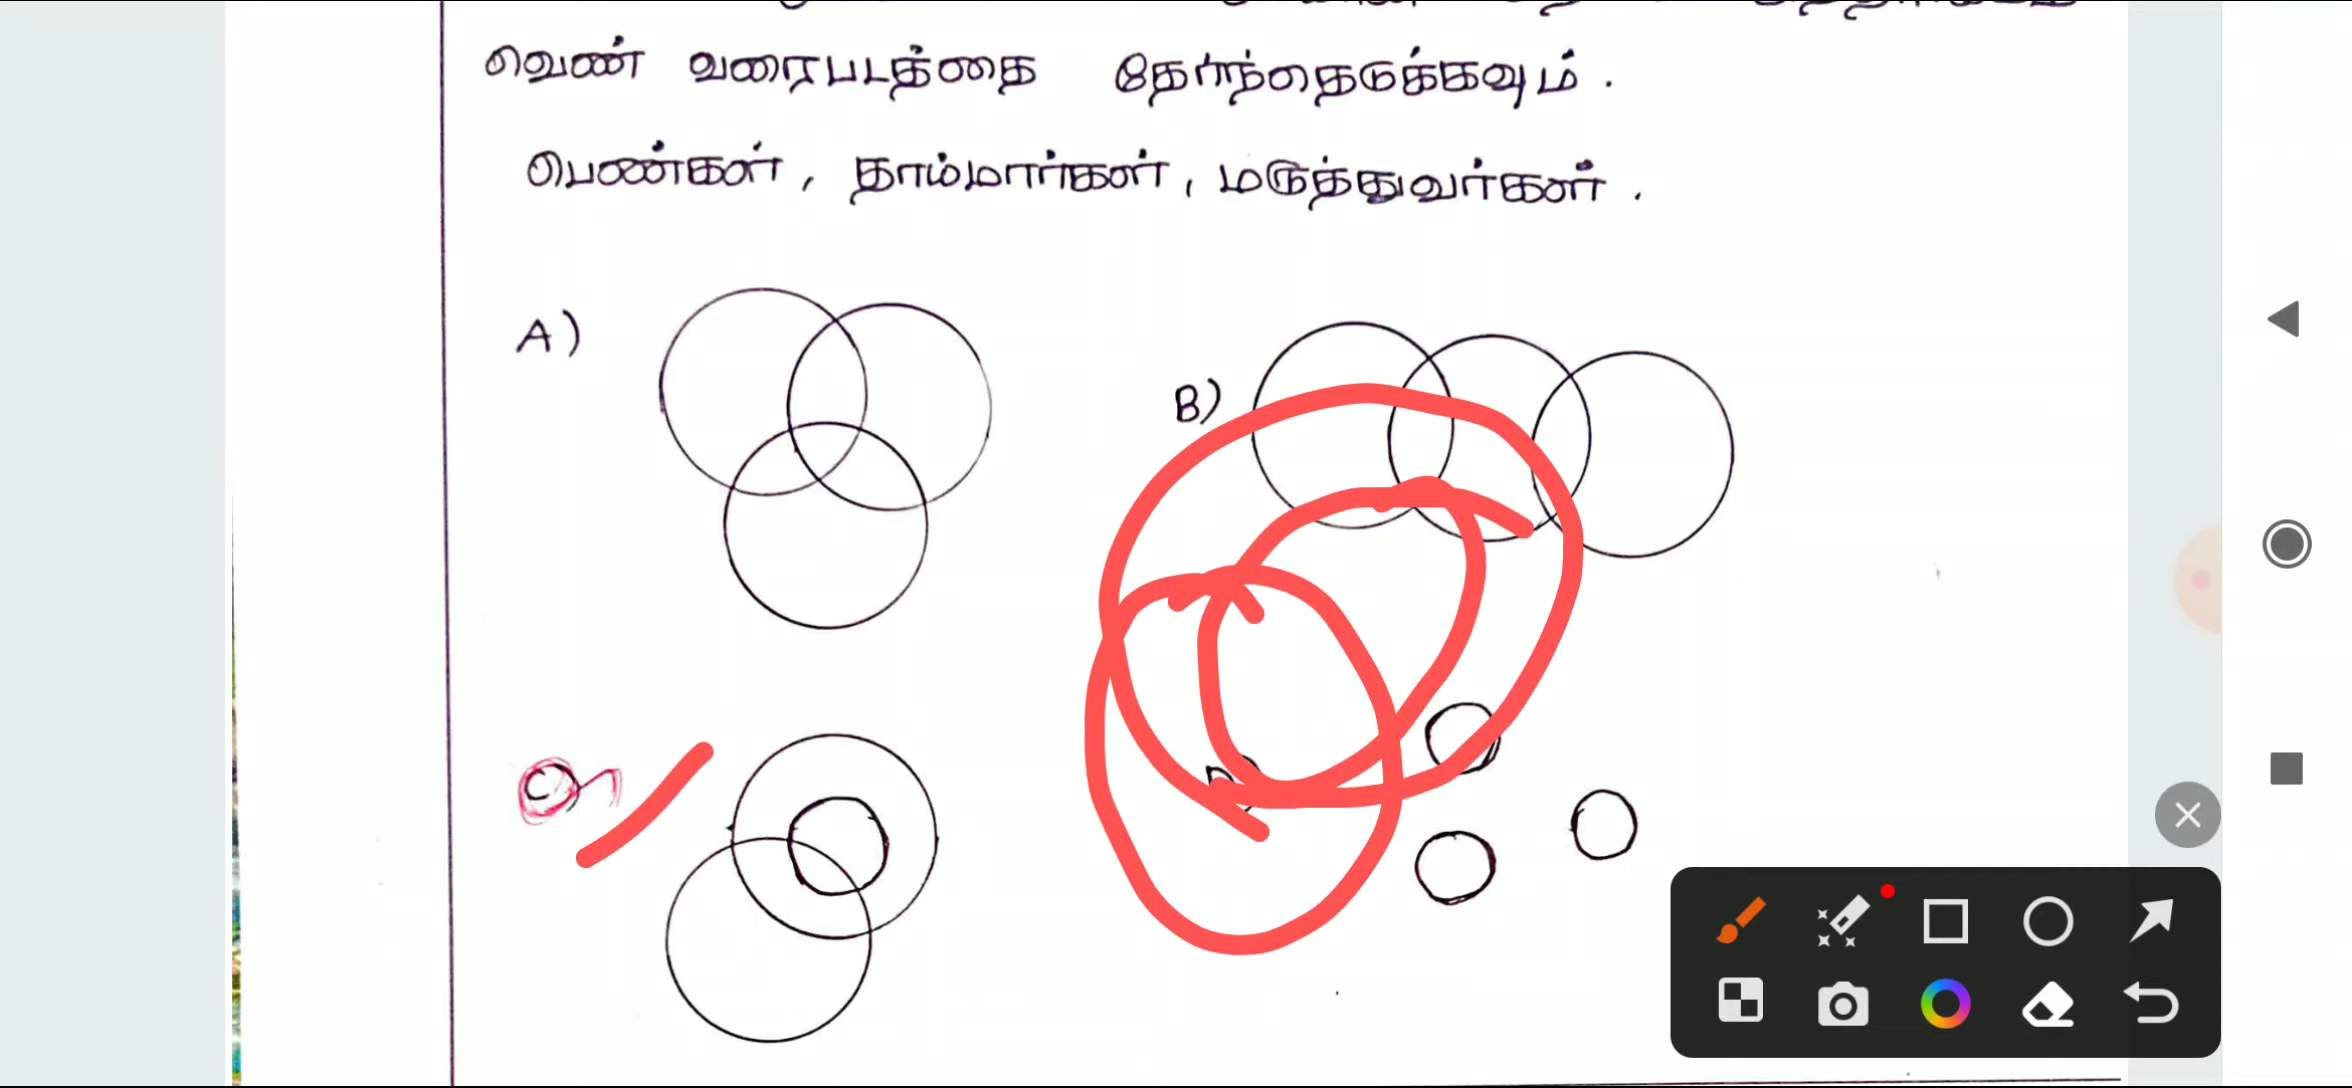 வெண் வரைபடத்தை தேர்ந்தெடுக்கவும் .
பெண்கள் , தாய்மார்கள் , மருத்துவர்கள் .
A)
B)
C)